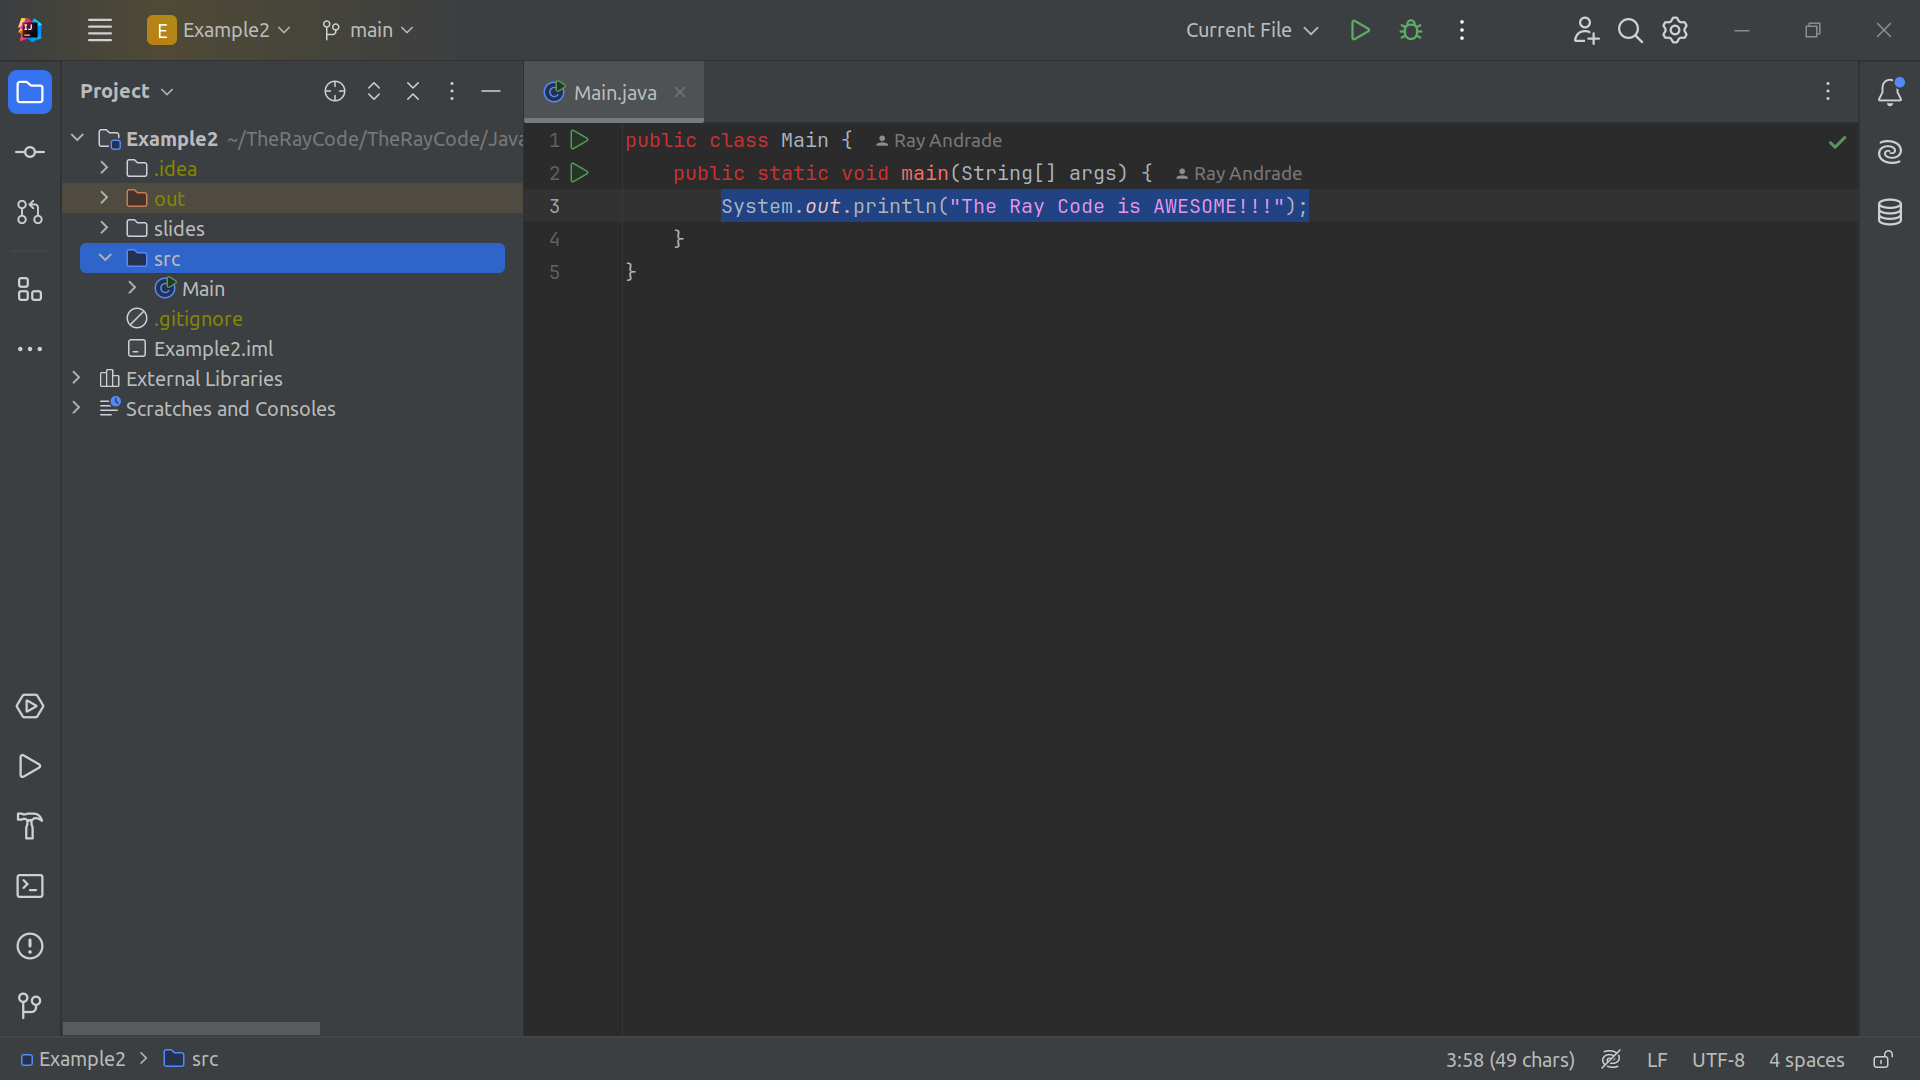 E Example2 main Current File
Project
Main.java
Example2 ~/TheRayCode/TheRayCode/Java
.idea
out
slides
src
Main
.gitignore
Example2.iml
External Libraries
Scratches and Consoles
1 public class Main { Ray Andrade
2 public static void main(String[] args) { Ray Andrade
3 System.out.println("The Ray Code is AWESOME!!!");
4 }
5 }
Example2 src
3:58 (49 chars) LF UTF-8 4 spaces